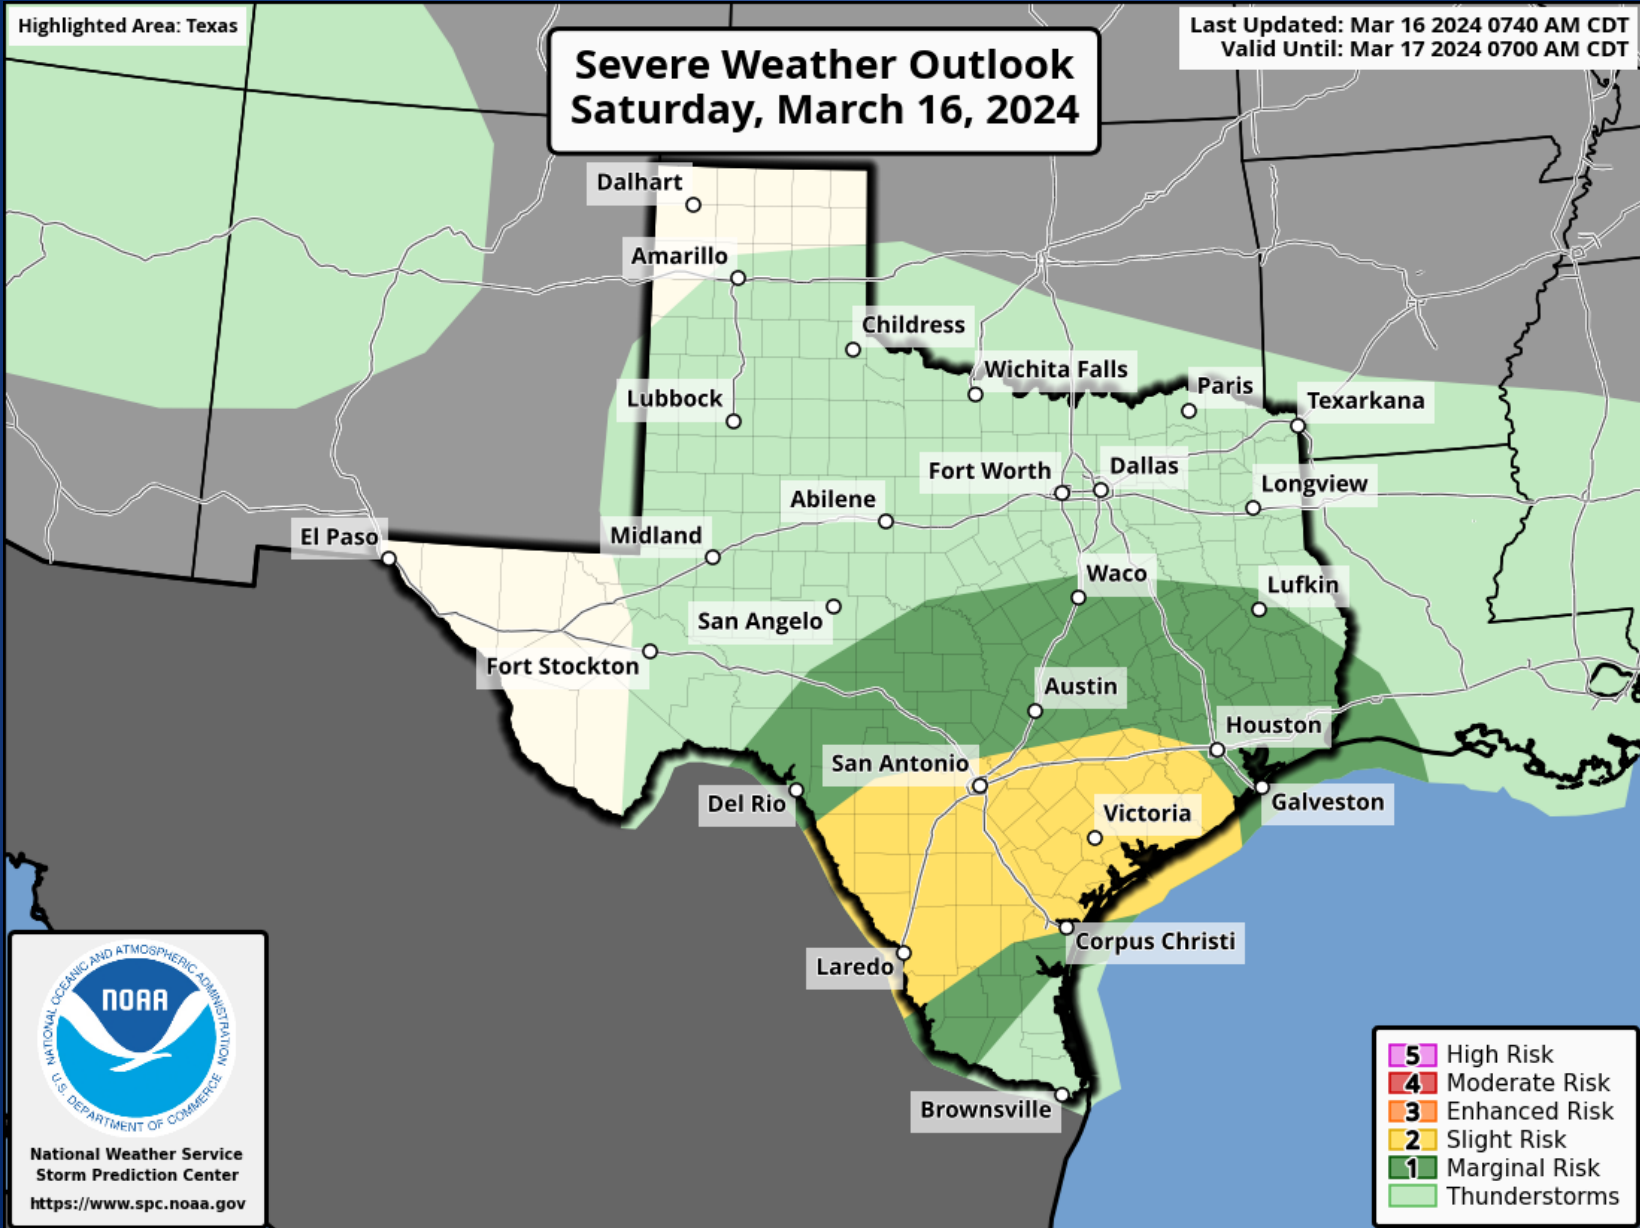 Highlighted Area: Texas
Last Updated: Mar 16 2024 0740 AM CDT
Valid Until: Mar 17 2024 0700 AM CDT
Severe Weather Outlook
Saturday, March 16, 2024
Dalhart
Amarillo
Childress
Wichita Falls
Paris
Texarkana
Lubbock
Fort Worth
Dallas
Longview
Abilene
El Paso
Midland
Waco
Lufkin
San Angelo
Fort Stockton
Austin
Houston
San Antonio
Del Rio
Galveston
Victoria
Corpus Christi
Laredo
Brownsville
NATIONAL OCEANIC AND ATMOSPHERIC ADMINISTRATION
NOAA
U.S. DEPARTMENT OF COMMERCE
National Weather Service
Storm Prediction Center
https://www.spc.noaa.gov
5 High Risk
4 Moderate Risk
3 Enhanced Risk
2 Slight Risk
1 Marginal Risk
Thunderstorms